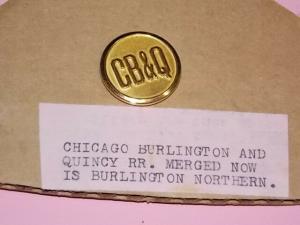 CB&Q
CHICAGO BURLINGTON AND
QUINCY RR. MERGED NOW
IS BURLINGTON NORTHERN.